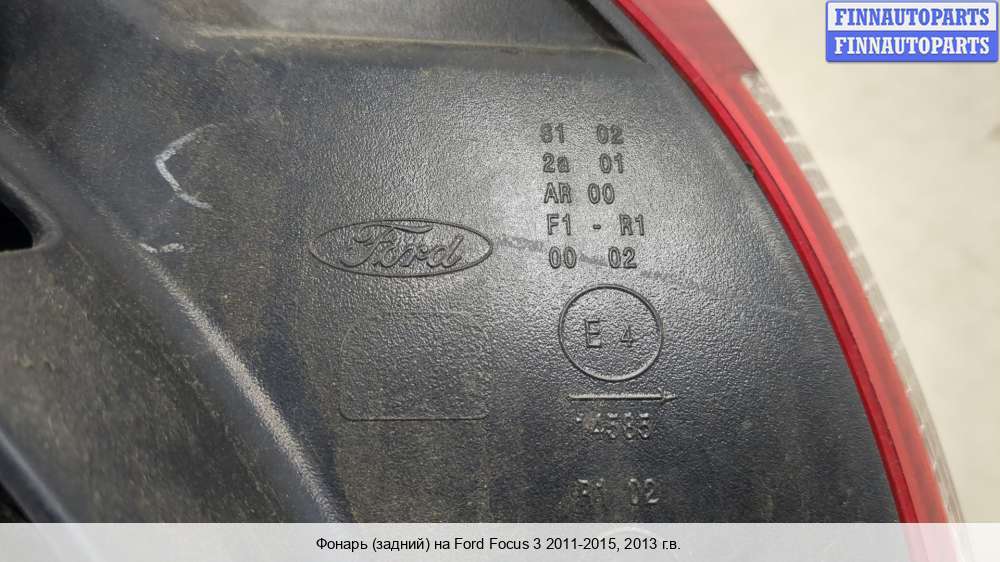 FINNAUTOPARTS
FINNAUTOPARTS
S1 02
2a 01
AR 00
F1 - R1
00 02
Ford
E 4
14585
02
Фонарь (задний) на Ford Focus 3 2011-2015, 2013 г.в.